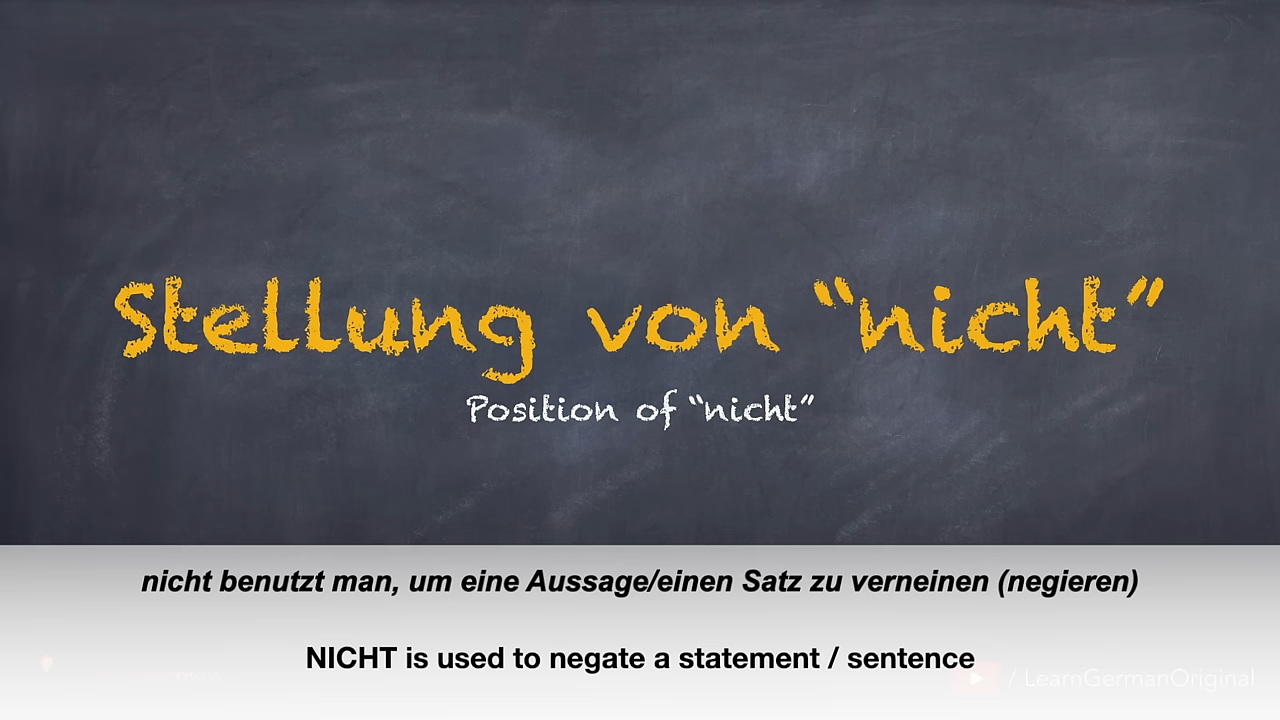 Stellung von “nicht”
Position of “nicht”
nicht benutzt man, um eine Aussage/einen Satz zu verneinen (negieren)
NICHT is used to negate a statement / sentence
/ LearnGermanOriginal